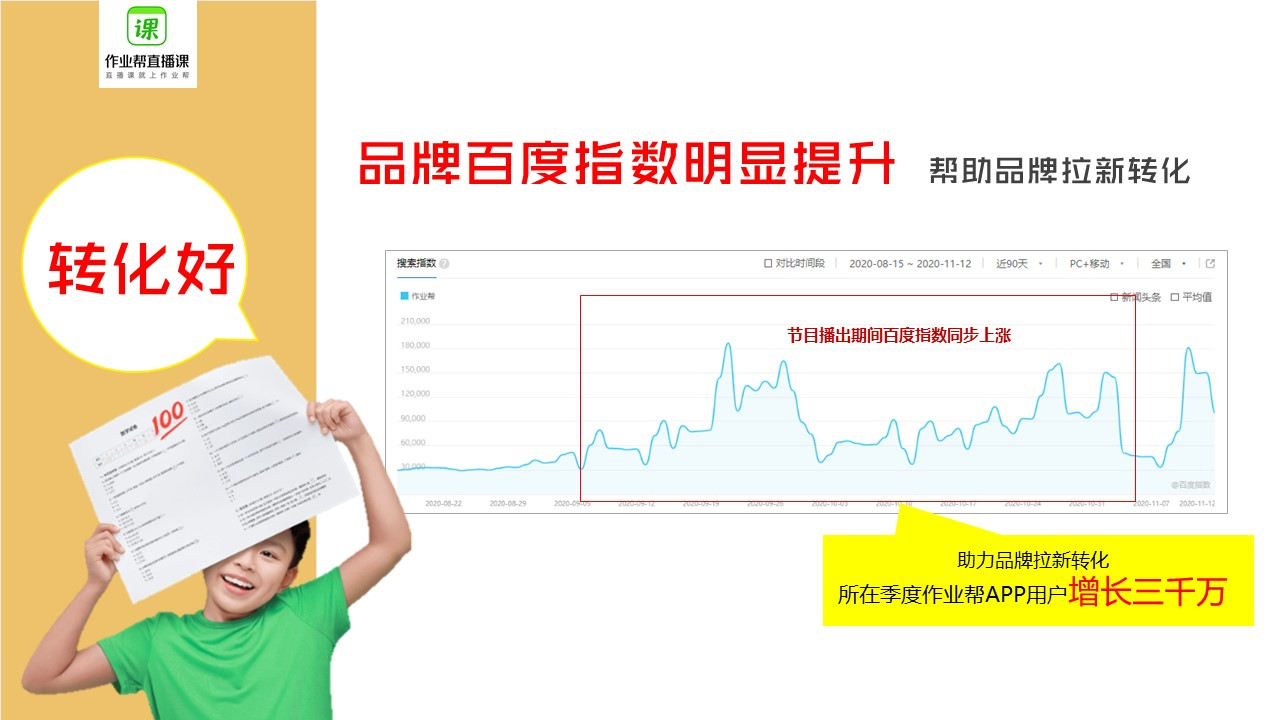 课
作业帮直播课
直播课就上作业帮
品牌百度指数明显提升 帮助品牌拉新转化
转化好
搜索指数 ?
对比时间段 2020-08-15 ~ 2020-11-12 近90天 PC+移动 全国
作业帮
新闻头条 平均值
节目播出期间百度指数同步上涨
210,000
180,000
150,000
120,000
90,000
60,000
30,000
@百度指数
2020-08-22 2020-08-29 2020-09-05 2020-09-12 2020-09-19 2020-09-26 2020-10-03 2020-10-17 2020-10-24 2020-10-31 2020-11-07 2020-11-12
数学试卷
100
助力品牌拉新转化
所在季度作业帮APP用户增长三千万